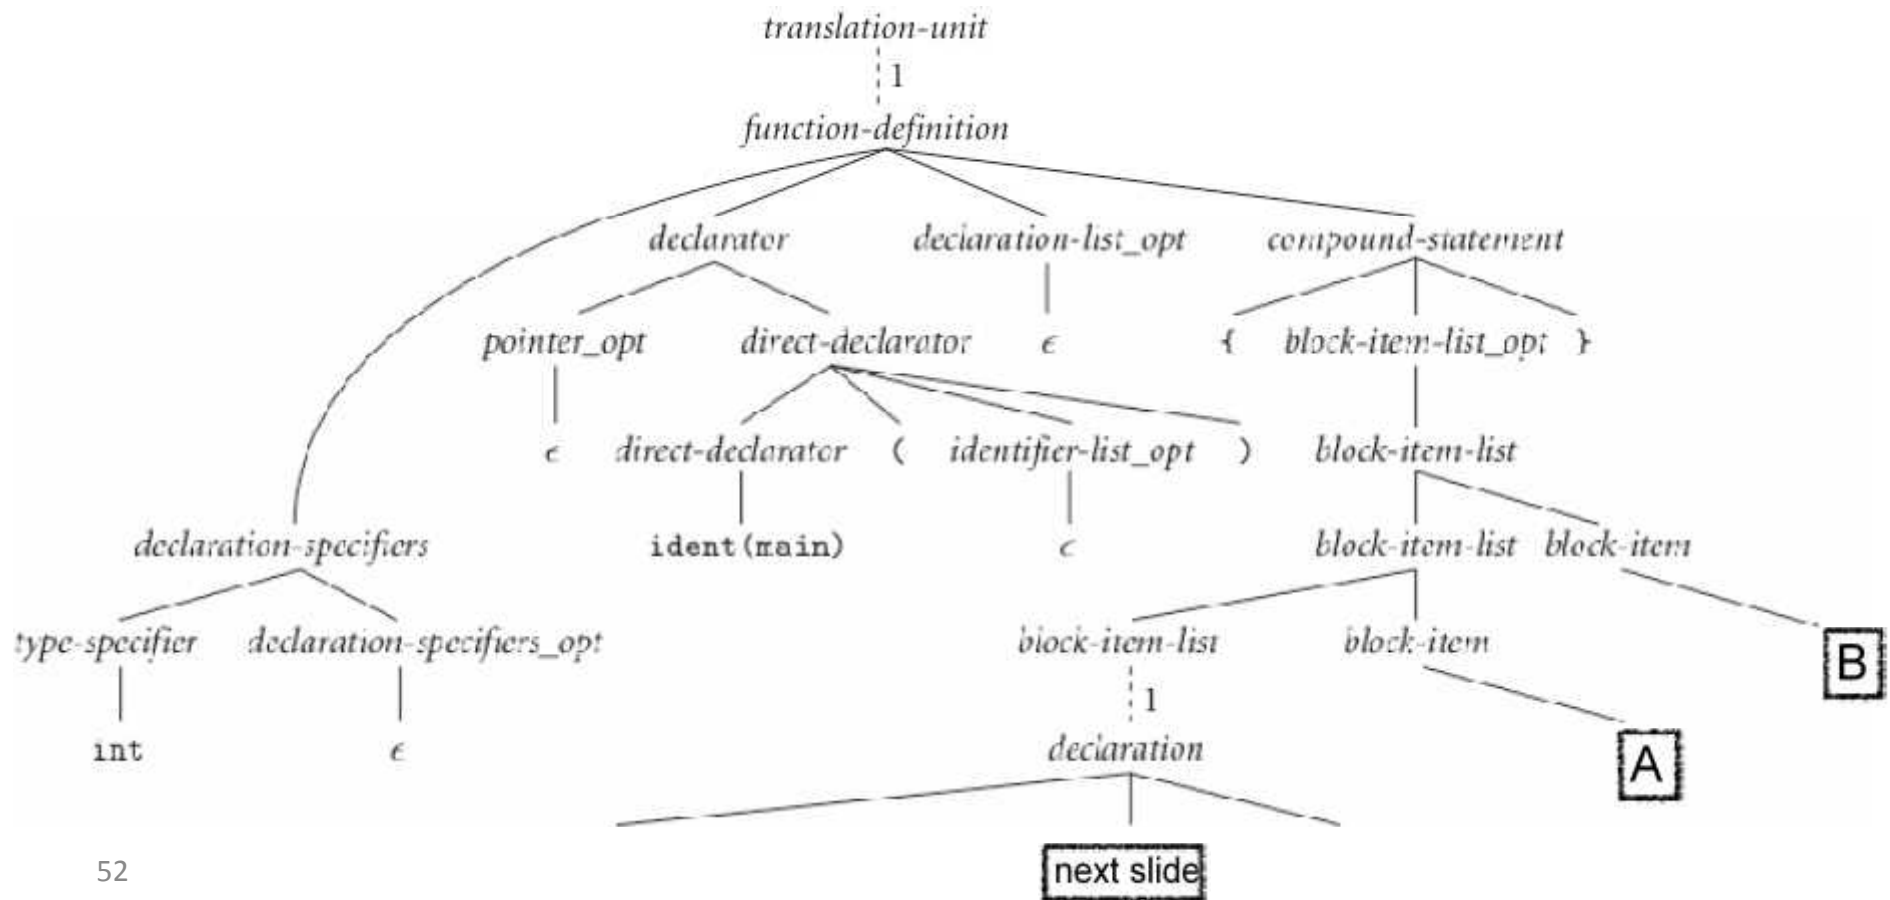 translation-unit
1
function-definition
declarator declaration-list_opt compound-statement
pointer_opt direct-declarator ϵ { block-item-list_opt }
ϵ direct-declarator ( identifier-list_opt ) block-item-list
declaration-specifiers ident(main) ϵ block-item-list block-item
type-specifier declaration-specifiers_opt block-item-list block-item B
1
int ϵ declaration A
52 next slide